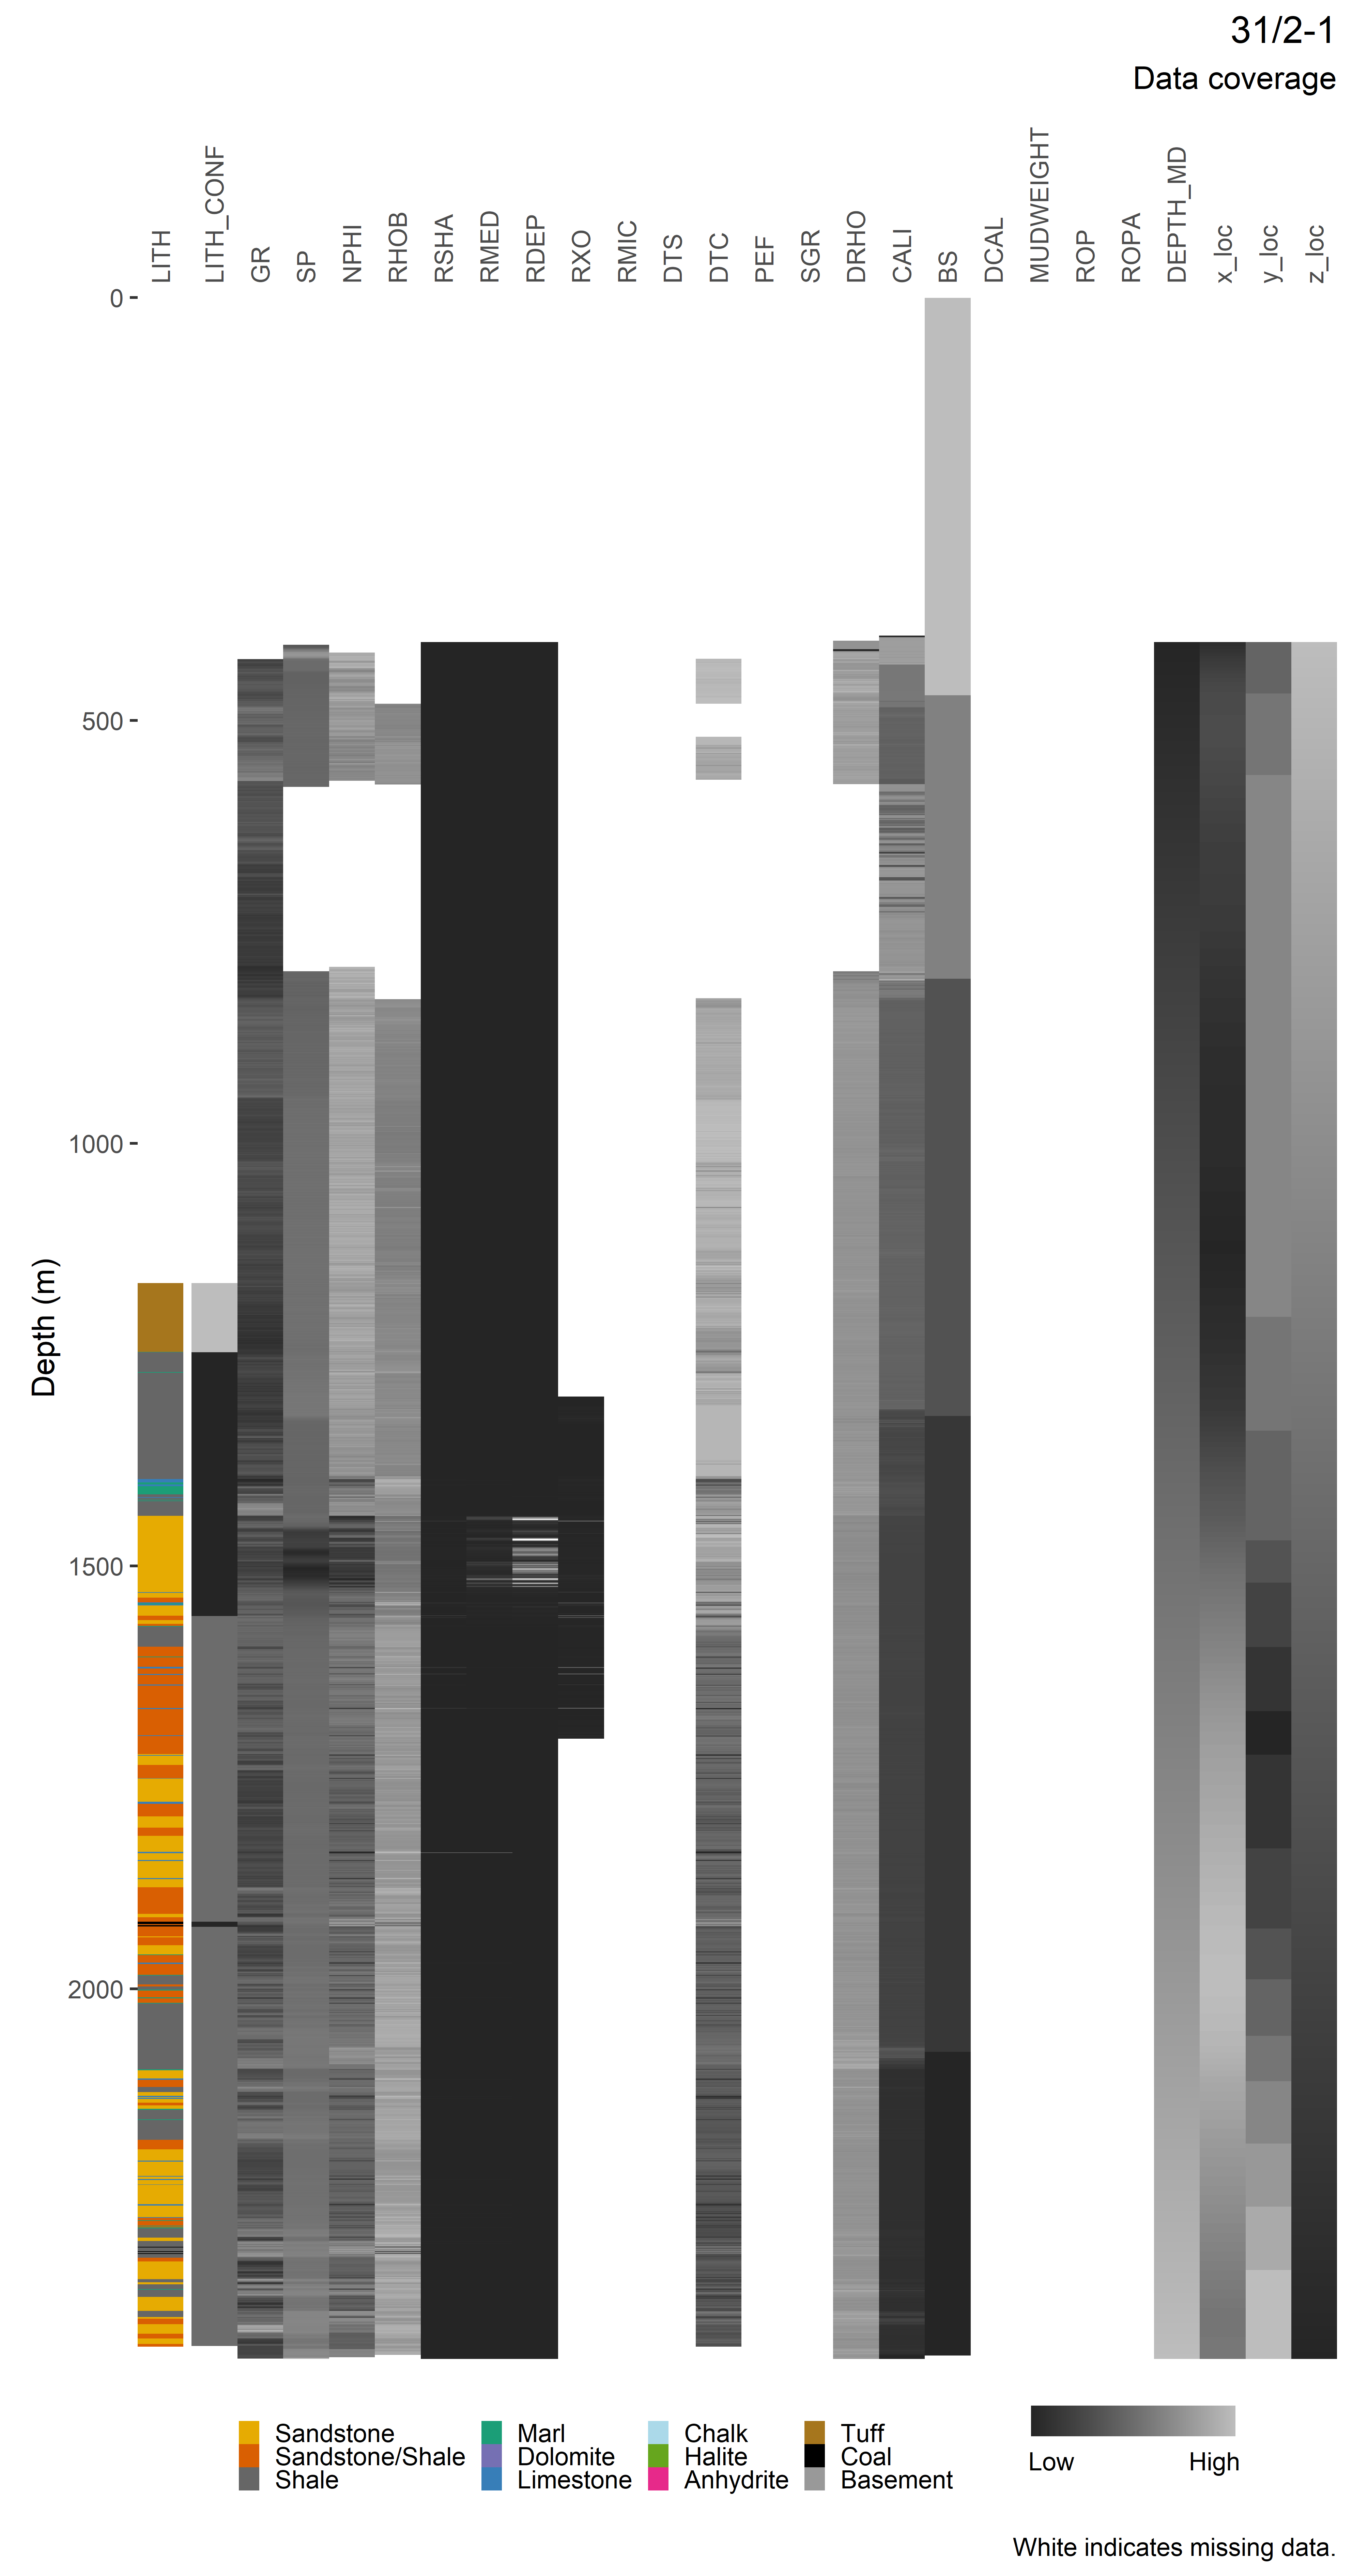 31/2-1
Data coverage
LITH
LITH_CONF
GR
SP
NPHI
RHOB
RSHA
RMED
RDEP
RXO
RMIC
DTS
DTC
PEF
SGR
DRHO
CALI
BS
DCAL
MUDWEIGHT
ROP
ROPA
DEPTH_MD
x_loc
y_loc
z_loc
0
500
1000
1500
2000
Depth (m)
Sandstone
Sandstone/Shale
Shale
Marl
Dolomite
Limestone
Chalk
Halite
Anhydrite
Tuff
Coal
Basement
Low
High
White indicates missing data.